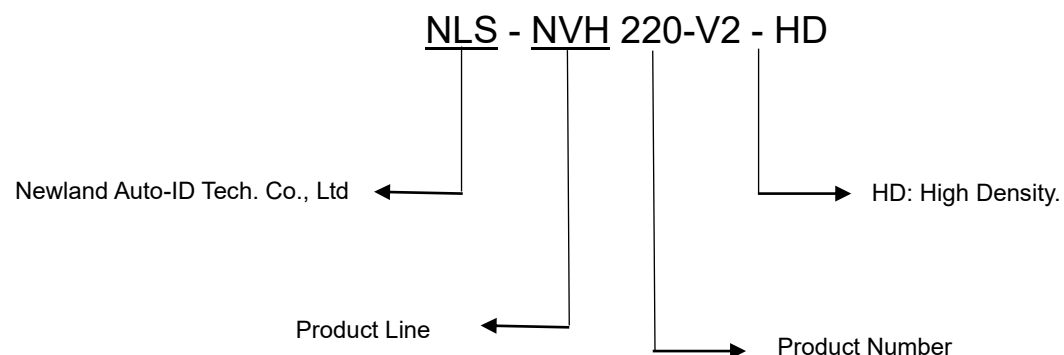 NLS - NVH 220-V2 - HD
Newland Auto-ID Tech. Co., Ltd
HD: High Density.
Product Line
Product Number